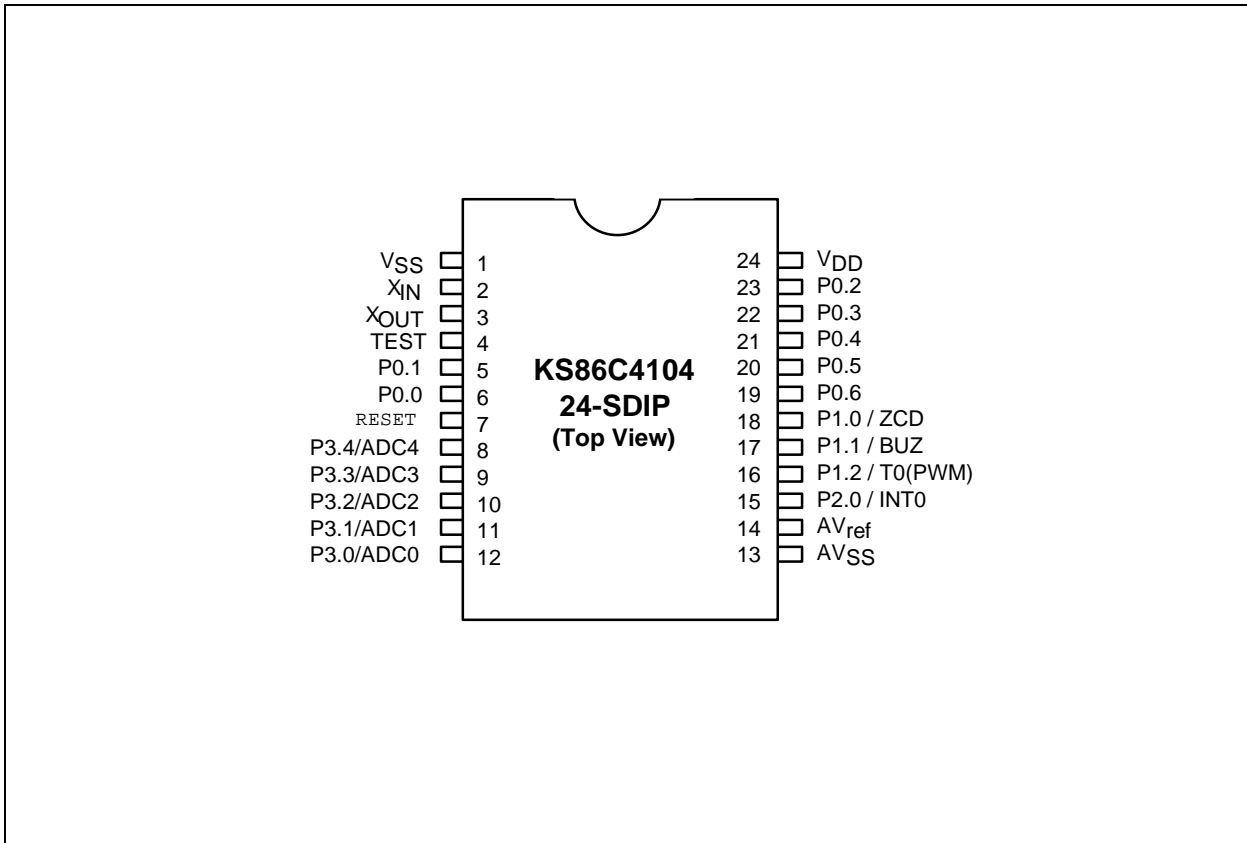 VSS 1
XIN 2
XOUT 3
TEST 4
P0.1 5
P0.0 6
RESET 7
P3.4/ADC4 8
P3.3/ADC3 9
P3.2/ADC2 10
P3.1/ADC1 11
P3.0/ADC0 12
KS86C4104
24-SDIP
(Top View)
24 VDD
23 P0.2
22 P0.3
21 P0.4
20 P0.5
19 P0.6
18 P1.0 / ZCD
17 P1.1 / BUZ
16 P1.2 / T0(PWM)
15 P2.0 / INT0
14 AVref
13 AVSS